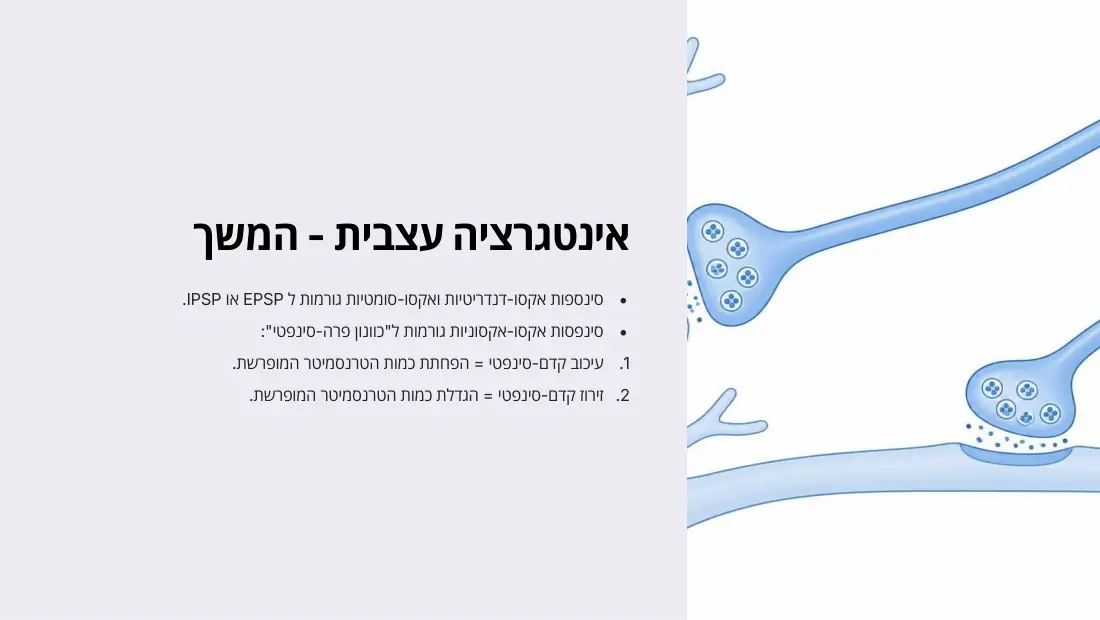 אינטגרציה עצבית - המשך
• סינספות אקסו-דנדריטיות ואקסו-סומטיות גורמות ל EPSP או IPSP.
• סינפסות אקסו-אקסוניות גורמות ל"כוונון פרה-סינפטי":
1. עיכוב קדם-סינפטי = הפחתת כמות הטרנסמיטר המופרשת.
2. זירוז קדם-סינפטי = הגדלת כמות הטרנסמיטר המופרשת.